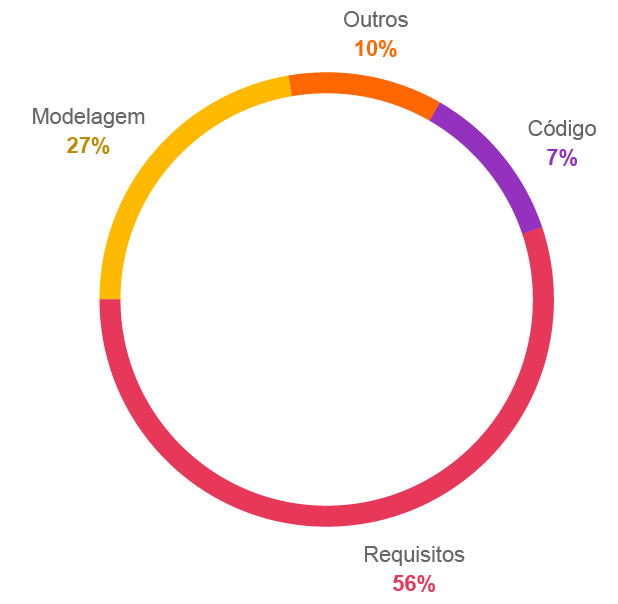 Outros
10%
Modelagem
27%
Código
7%
Requisitos
56%